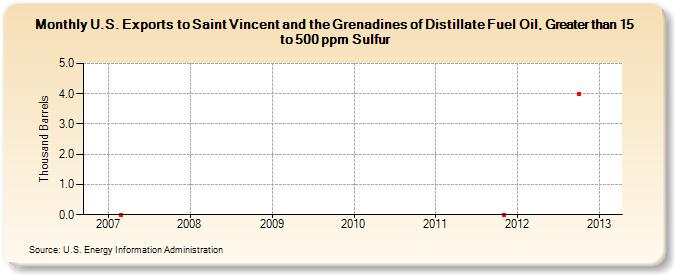 Monthly U.S. Exports to Saint Vincent and the Grenadines of Distillate Fuel Oil, Greater than 15
to 500 ppm Sulfur
Thousand Barrels
5.0
4.0
3.0
2.0
1.0
0.0
2007 2008 2009 2010 2011 2012 2013
Source: U.S. Energy Information Administration